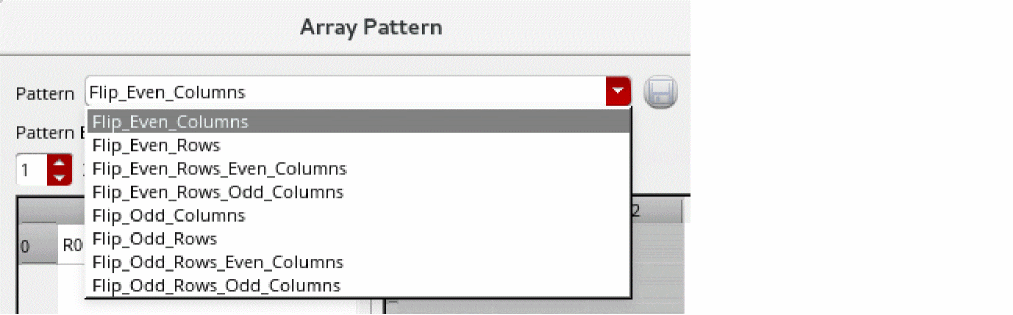 Array Pattern
Pattern Flip_Even_Columns
Flip_Even_Columns
Pattern
Flip_Even_Rows
1
Flip_Even_Rows_Even_Columns
Flip_Even_Rows_Odd_Columns
Flip_Odd_Columns
2
0 R0
Flip_Odd_Rows
Flip_Odd_Rows_Even_Columns
Flip_Odd_Rows_Odd_Columns